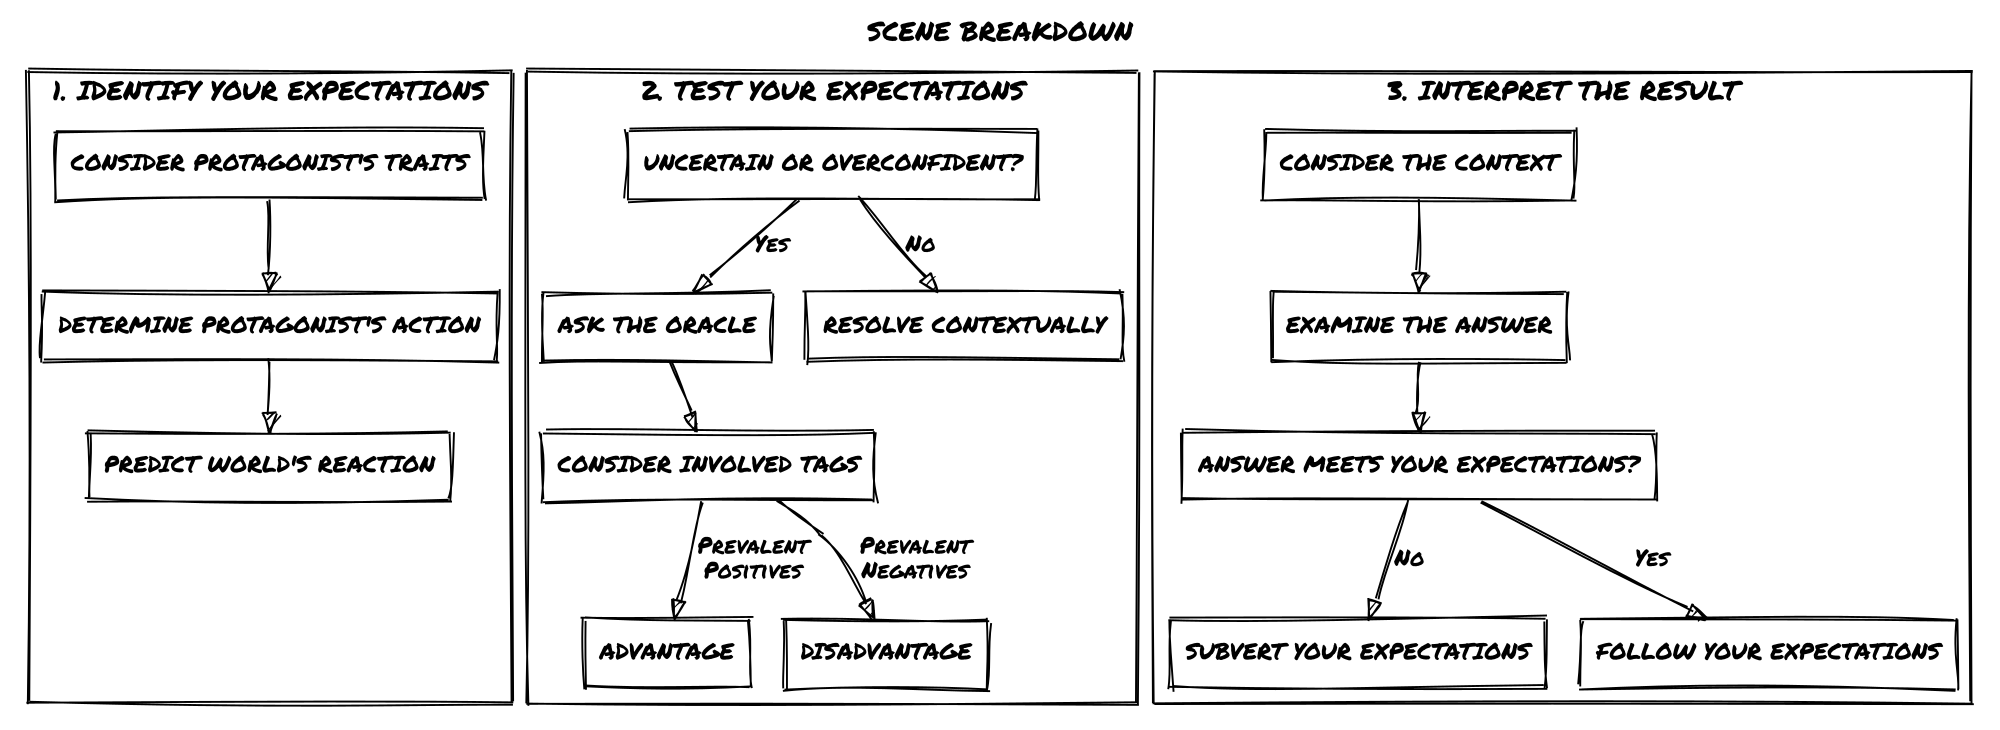 SCENE BREAKDOWN
1. IDENTIFY YOUR EXPECTATIONS
CONSIDER PROTAGONIST'S TRAITS
DETERMINE PROTAGONIST'S ACTION
PREDICT WORLD'S REACTION
2. TEST YOUR EXPECTATIONS
UNCERTAIN OR OVERCONFIDENT?
YES
NO
ASK THE ORACLE
RESOLVE CONTEXTUALLY
CONSIDER INVOLVED TAGS
PREVALENT
POSITIVES
PREVALENT
NEGATIVES
ADVANTAGE
DISADVANTAGE
3. INTERPRET THE RESULT
CONSIDER THE CONTEXT
EXAMINE THE ANSWER
ANSWER MEETS YOUR EXPECTATIONS?
NO
YES
SUBVERT YOUR EXPECTATIONS
FOLLOW YOUR EXPECTATIONS